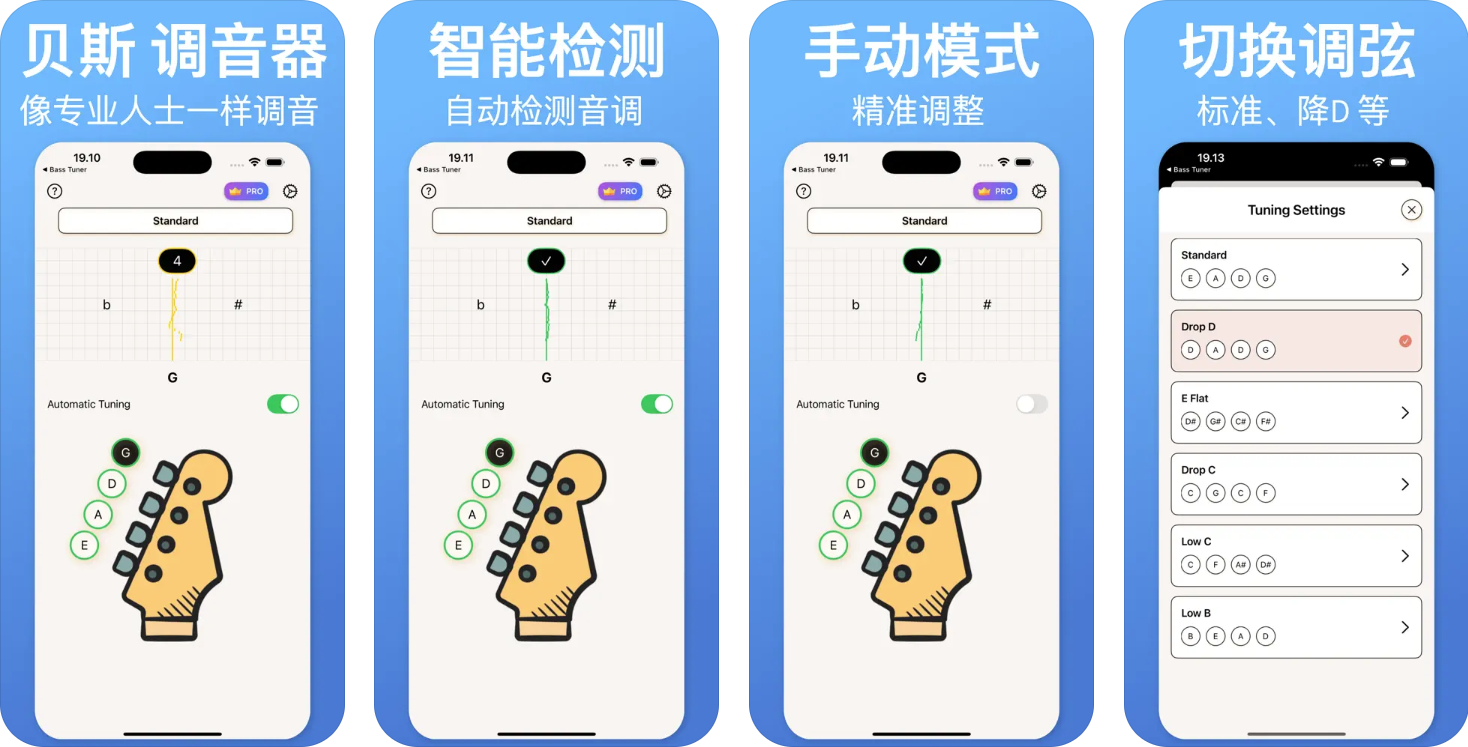 贝斯 调音器
像专业人士一样调音
19.10
◀ Bass Tuner
?
PRO
Standard
4
b
#
G
Automatic Tuning
G
D
A
E
智能检测
自动检测音调
19.11
◀ Bass Tuner
?
PRO
Standard
b
#
G
Automatic Tuning
G
D
A
E
手动模式
精准调整
19.11
◀ Bass Tuner
?
PRO
Standard
b
#
G
Automatic Tuning
G
D
A
E
切换调弦
标准、降D 等
19.13
◀ Bass Tuner
Tuning Settings
Standard
E A D G
Drop D
D A D G
E Flat
D# G# C# F#
Drop C
C G C F
Low C
C F A# D#
Low B
B E A D